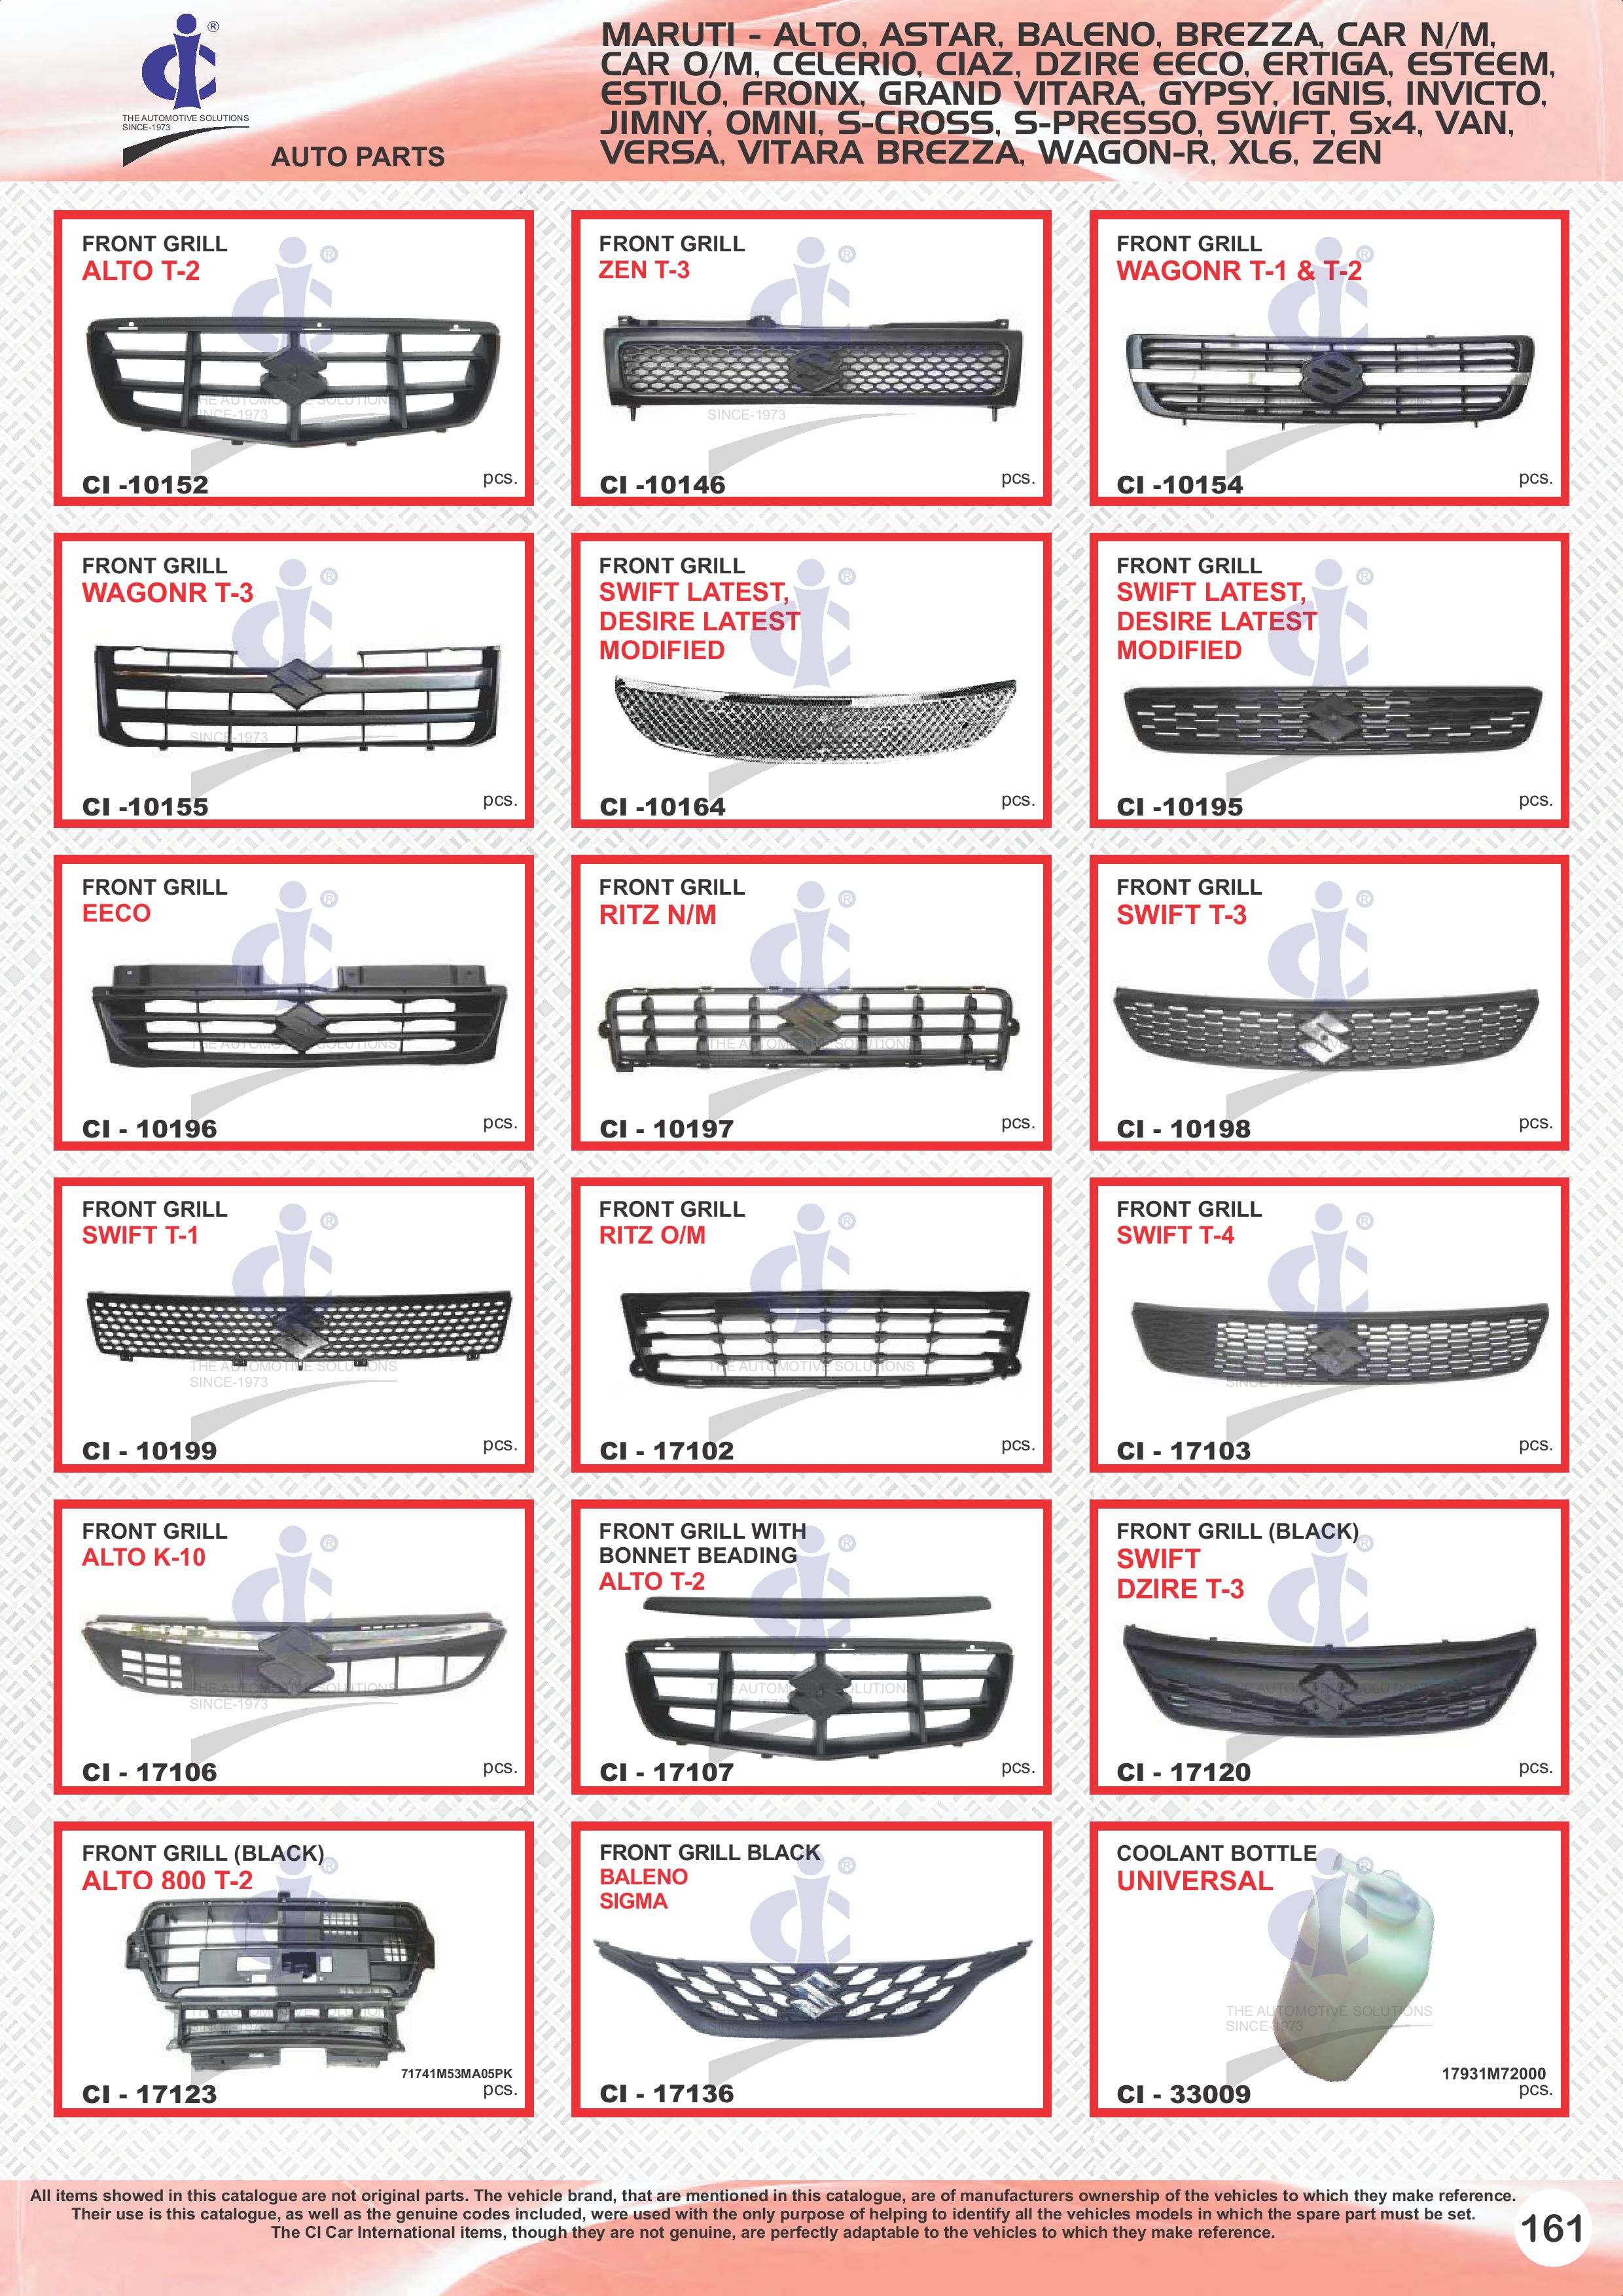 ®
THE AUTOMOTIVE SOLUTIONS
SINCE-1973
AUTO PARTS
MARUTI - ALTO, ASTAR, BALENO, BREZZA, CAR N/M,
CAR O/M, CELERIO, CIAZ, DZIRE EECO, ERTIGA, ESTEEM,
ESTILO, FRONX, GRAND VITARA, GYPSY, IGNIS, INVICTO,
JIMNY, OMNI, S-CROSS, S-PRESSO, SWIFT, Sx4, VAN,
VERSA, VITARA BREZZA, WAGON-R, XL6, ZEN
FRONT GRILL
ALTO T-2
CI -10152
pcs.
FRONT GRILL
ZEN T-3
CI -10146
pcs.
FRONT GRILL
WAGONR T-1 & T-2
CI -10154
pcs.
FRONT GRILL
WAGONR T-3
CI -10155
pcs.
FRONT GRILL
SWIFT LATEST,
DESIRE LATEST
MODIFIED
CI -10164
pcs.
FRONT GRILL
SWIFT LATEST,
DESIRE LATEST
MODIFIED
CI -10195
pcs.
FRONT GRILL
EECO
CI - 10196
pcs.
FRONT GRILL
RITZ N/M
CI - 10197
pcs.
FRONT GRILL
SWIFT T-3
CI - 10198
pcs.
FRONT GRILL
SWIFT T-1
CI - 10199
pcs.
FRONT GRILL
RITZ O/M
CI - 17102
pcs.
FRONT GRILL
SWIFT T-4
CI - 17103
pcs.
FRONT GRILL
ALTO K-10
CI - 17106
pcs.
FRONT GRILL WITH
BONNET BEADING
ALTO T-2
CI - 17107
pcs.
FRONT GRILL (BLACK)
SWIFT
DZIRE T-3
CI - 17120
pcs.
FRONT GRILL (BLACK)
ALTO 800 T-2
71741M53MA05PK
CI - 17123
pcs.
FRONT GRILL BLACK
BALENO
SIGMA
CI - 17136
COOLANT BOTTLE
UNIVERSAL
THE AUTOMOTIVE SOLUTIONS
SINCE-1973
17931M72000
CI - 33009
pcs.
All items showed in this catalogue are not original parts. The vehicle brand, that are mentioned in this catalogue, are of manufacturers ownership of the vehicles to which they make reference.
Their use is this catalogue, as well as the genuine codes included, were used with the only purpose of helping to identify all the vehicles models in which the spare part must be set.
The CI Car International items, though they are not genuine, are perfectly adaptable to the vehicles to which they make reference.
161